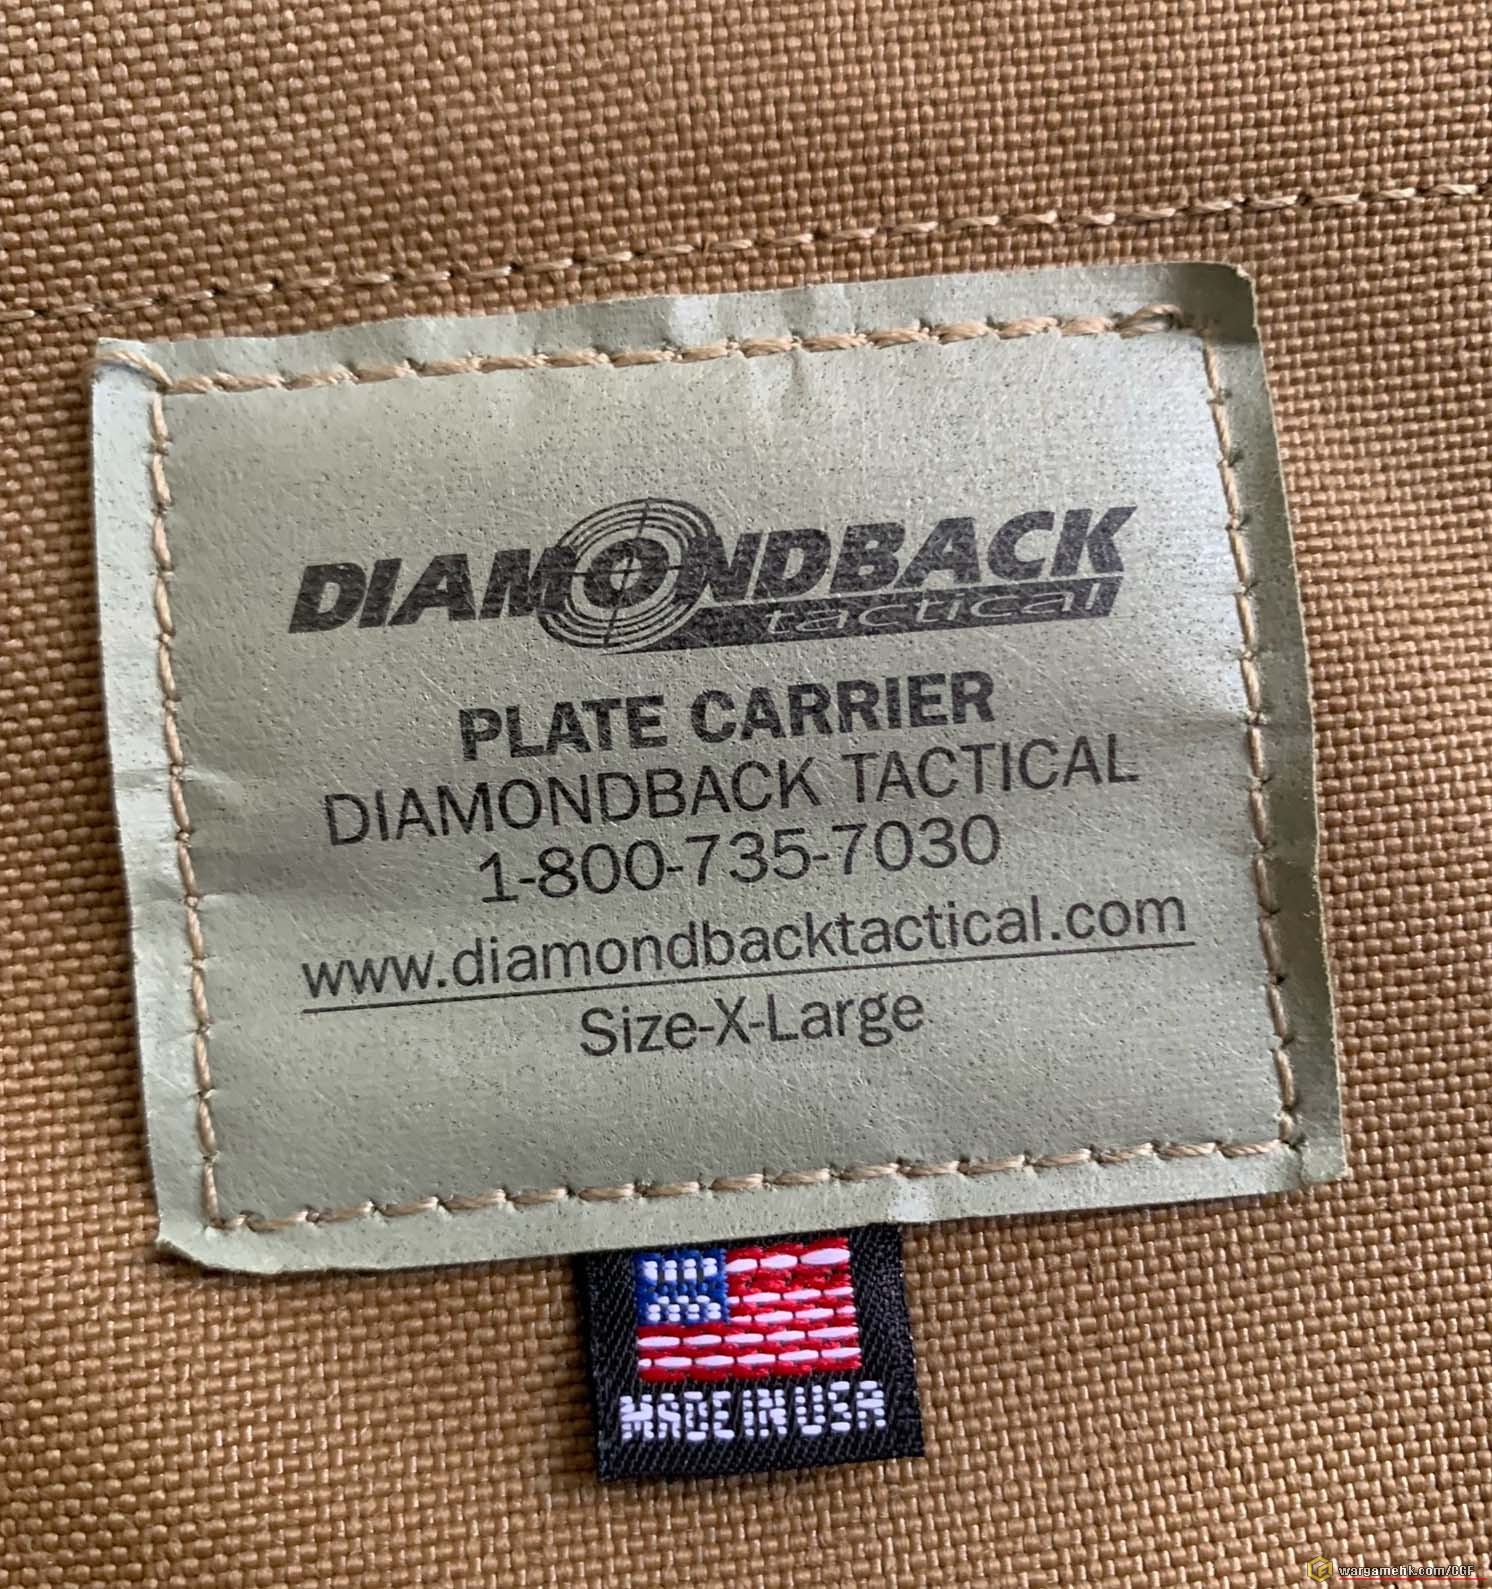 DIAMONDBACK
tactical
PLATE CARRIER
DIAMONDBACK TACTICAL
1-800-735-7030
www.diamondbacktactical.com
Size-X-Large
MADE IN USA
wargamehk.com/CGF